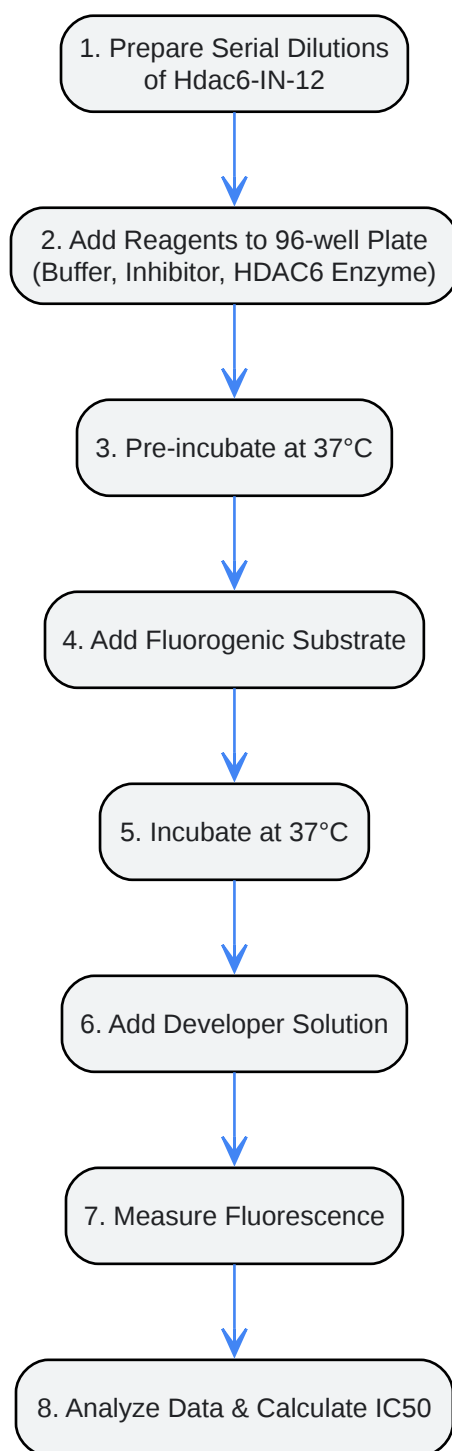 1. Prepare Serial Dilutions
of Hdac6-IN-12
2. Add Reagents to 96-well Plate
(Buffer, Inhibitor, HDAC6 Enzyme)
3. Pre-incubate at 37°C
4. Add Fluorogenic Substrate
5. Incubate at 37°C
6. Add Developer Solution
7. Measure Fluorescence
8. Analyze Data & Calculate IC50